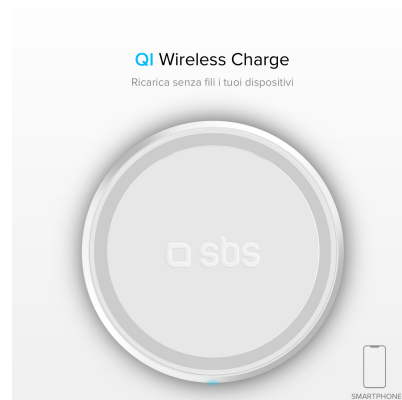 QI Wireless Charge
Ricarica senza fili i tuoi dispositivi
sbs
SMARTPHONE